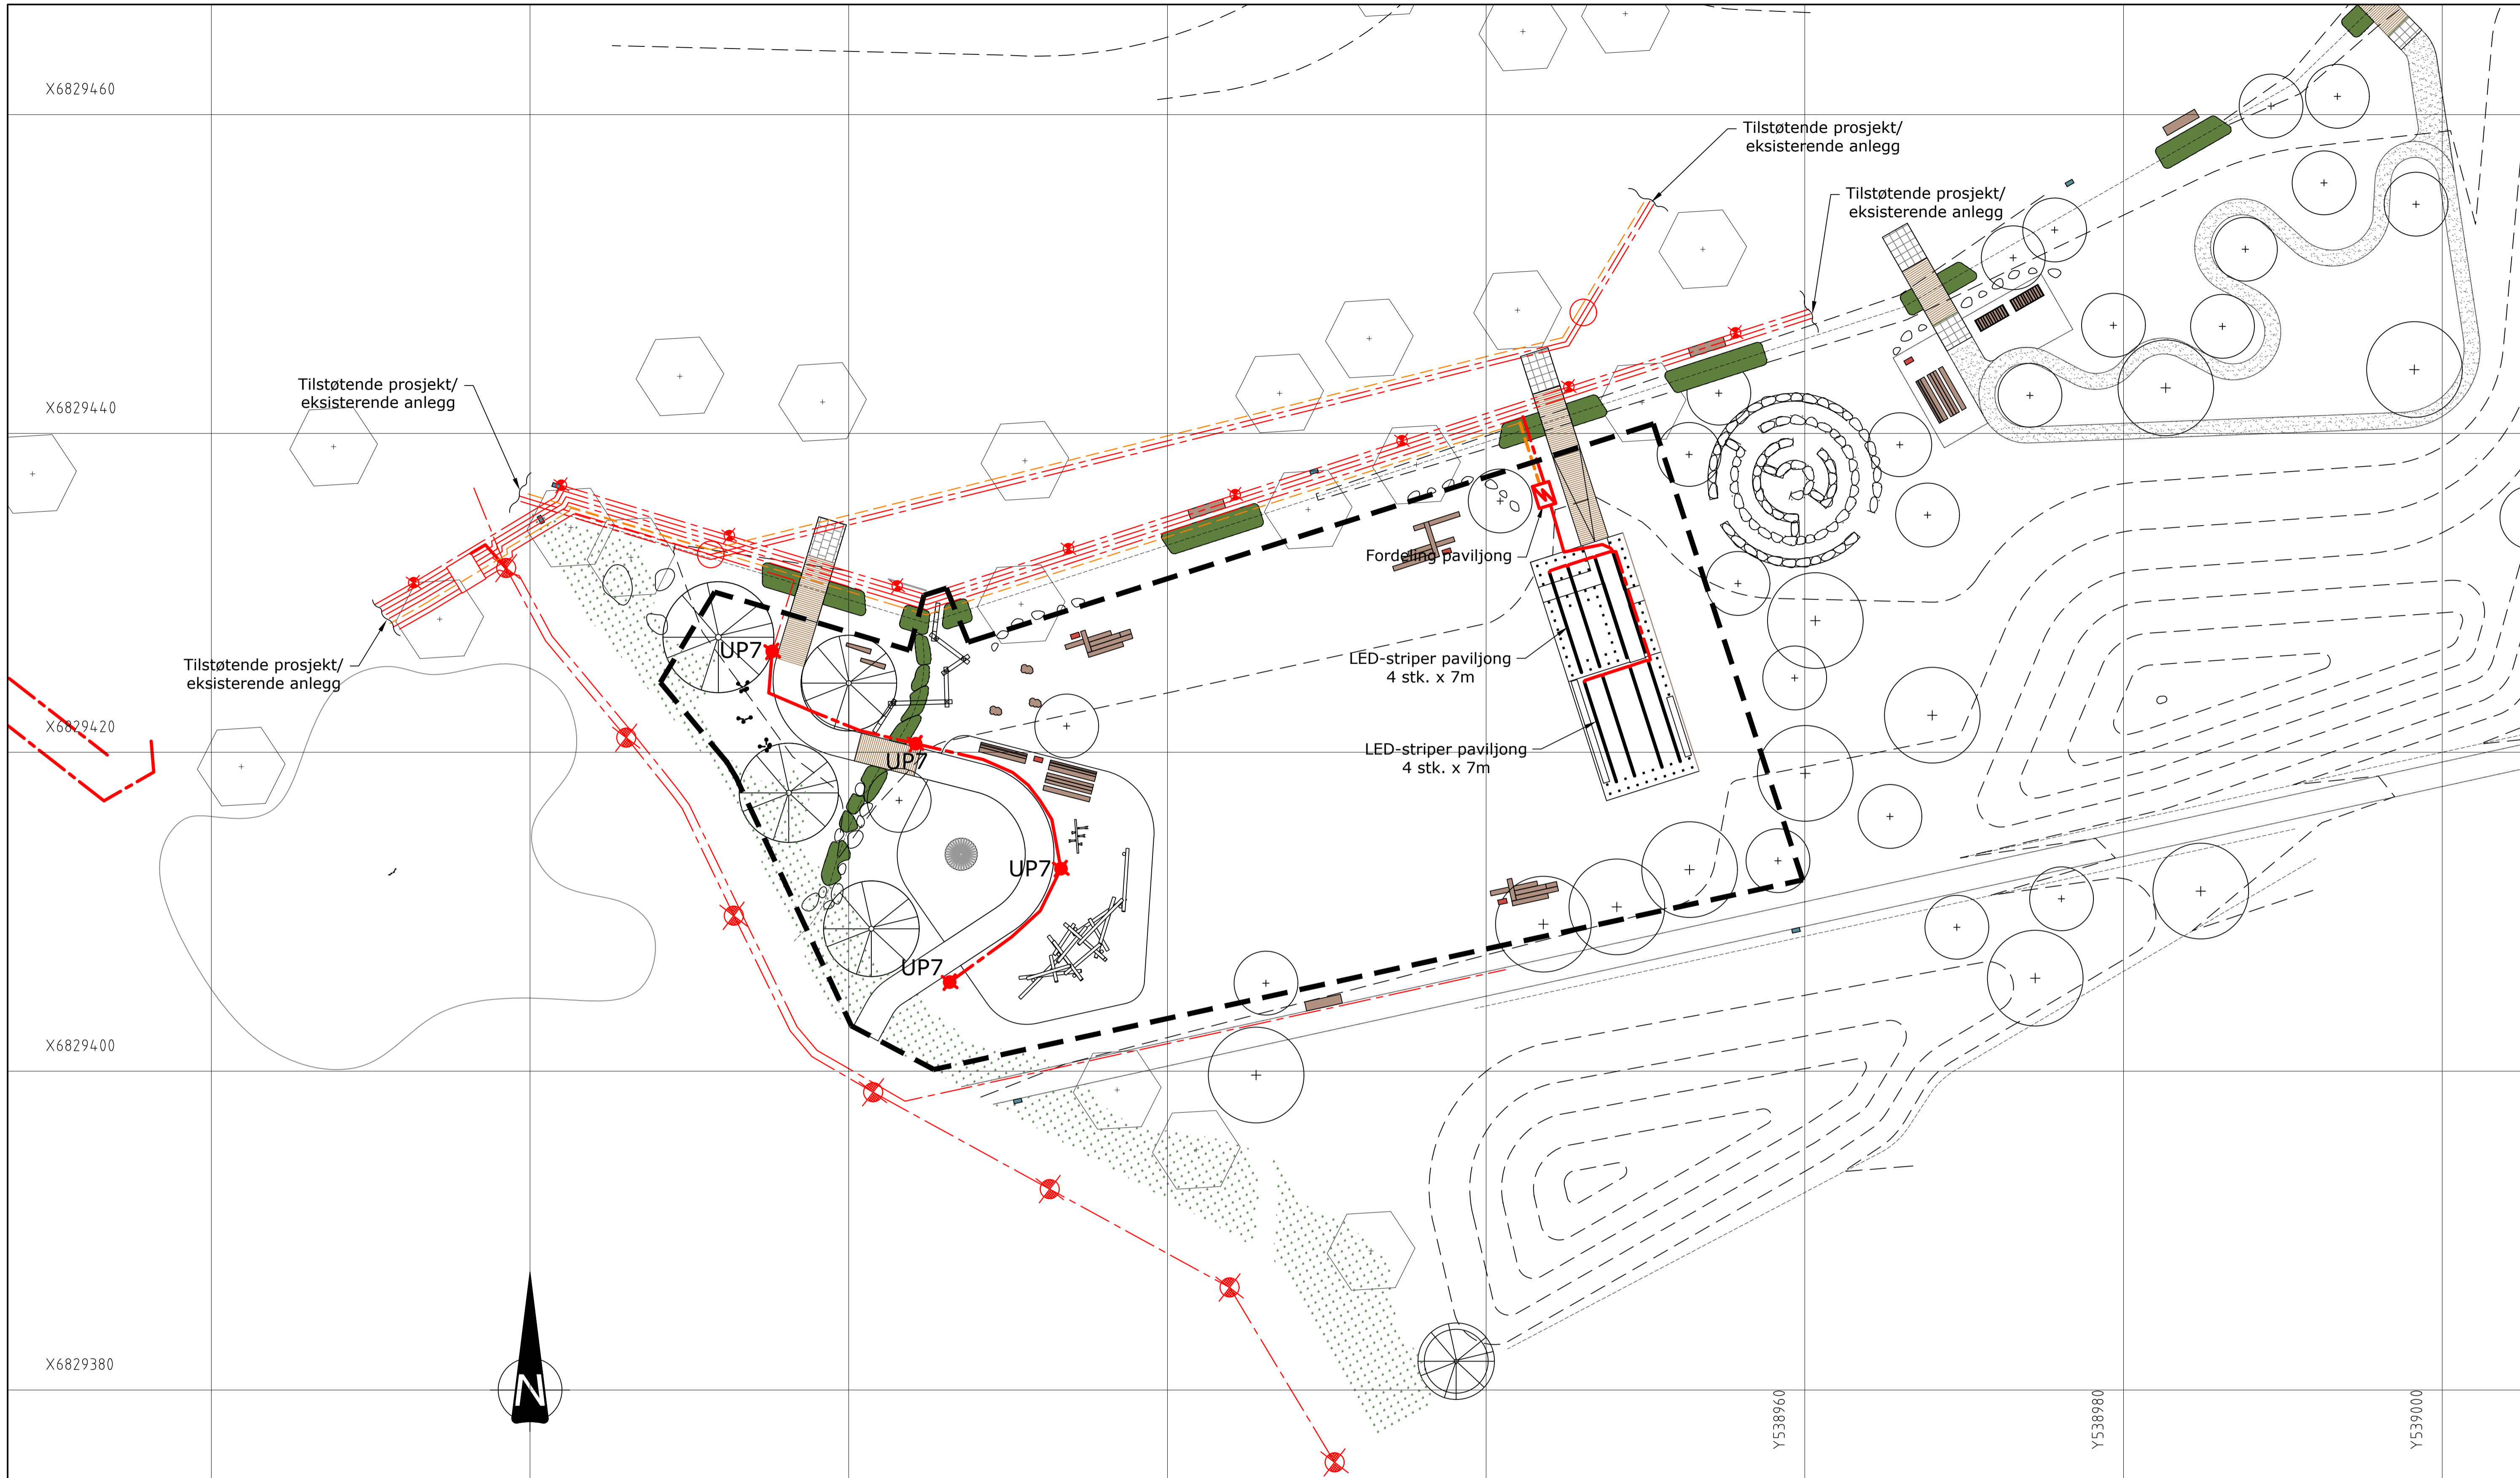 X6829460
Tilstøtende prosjekt/
eksisterende anlegg
Tilstøtende prosjekt/
eksisterende anlegg
Tilstøtende prosjekt/
eksisterende anlegg
X6829440
Fordeling paviljong
UP7
Tilstøtende prosjekt/
eksisterende anlegg
LED-striper paviljong
4 stk. x 7m
X6829420
UP7
LED-striper paviljong
4 stk. x 7m
UP7
UP7
X6829400
X6829380
N
Y538960
Y538980
Y539000